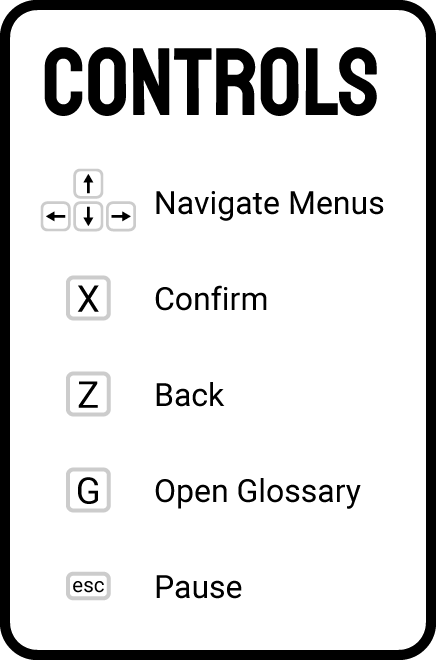 CONTROLS
↑
← ↓ → Navigate Menus
X Confirm
Z Back
G Open Glossary
esc Pause